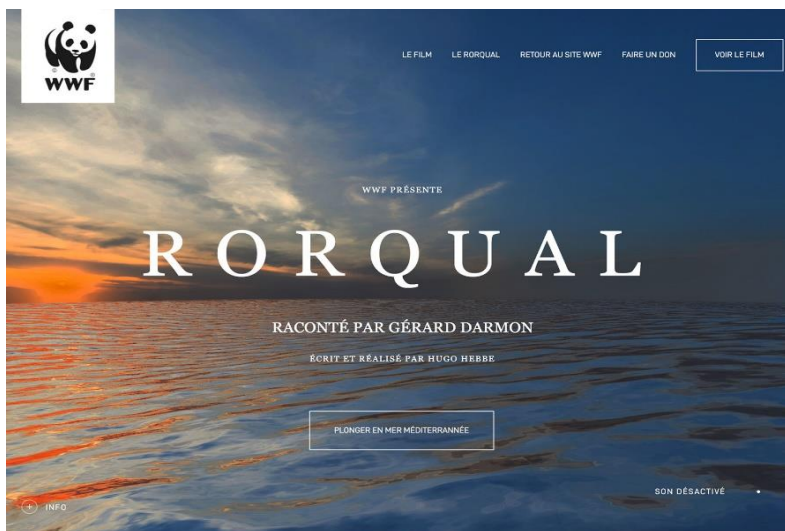 WWF
LE FILM
LE RORQUAL
RETOUR AU SITE WWF
FAIRE UN DON
VOIR LE FILM
WWF PRÉSENTE
RORQUAL
RACONTÉ PAR GÉRARD DARMON
ÉCRIT ET RÉALISÉ PAR HUGO HEBBE
PLONGER EN MER MÉDITERRANNÉE
SON DÉSACTIVÉ
INFO